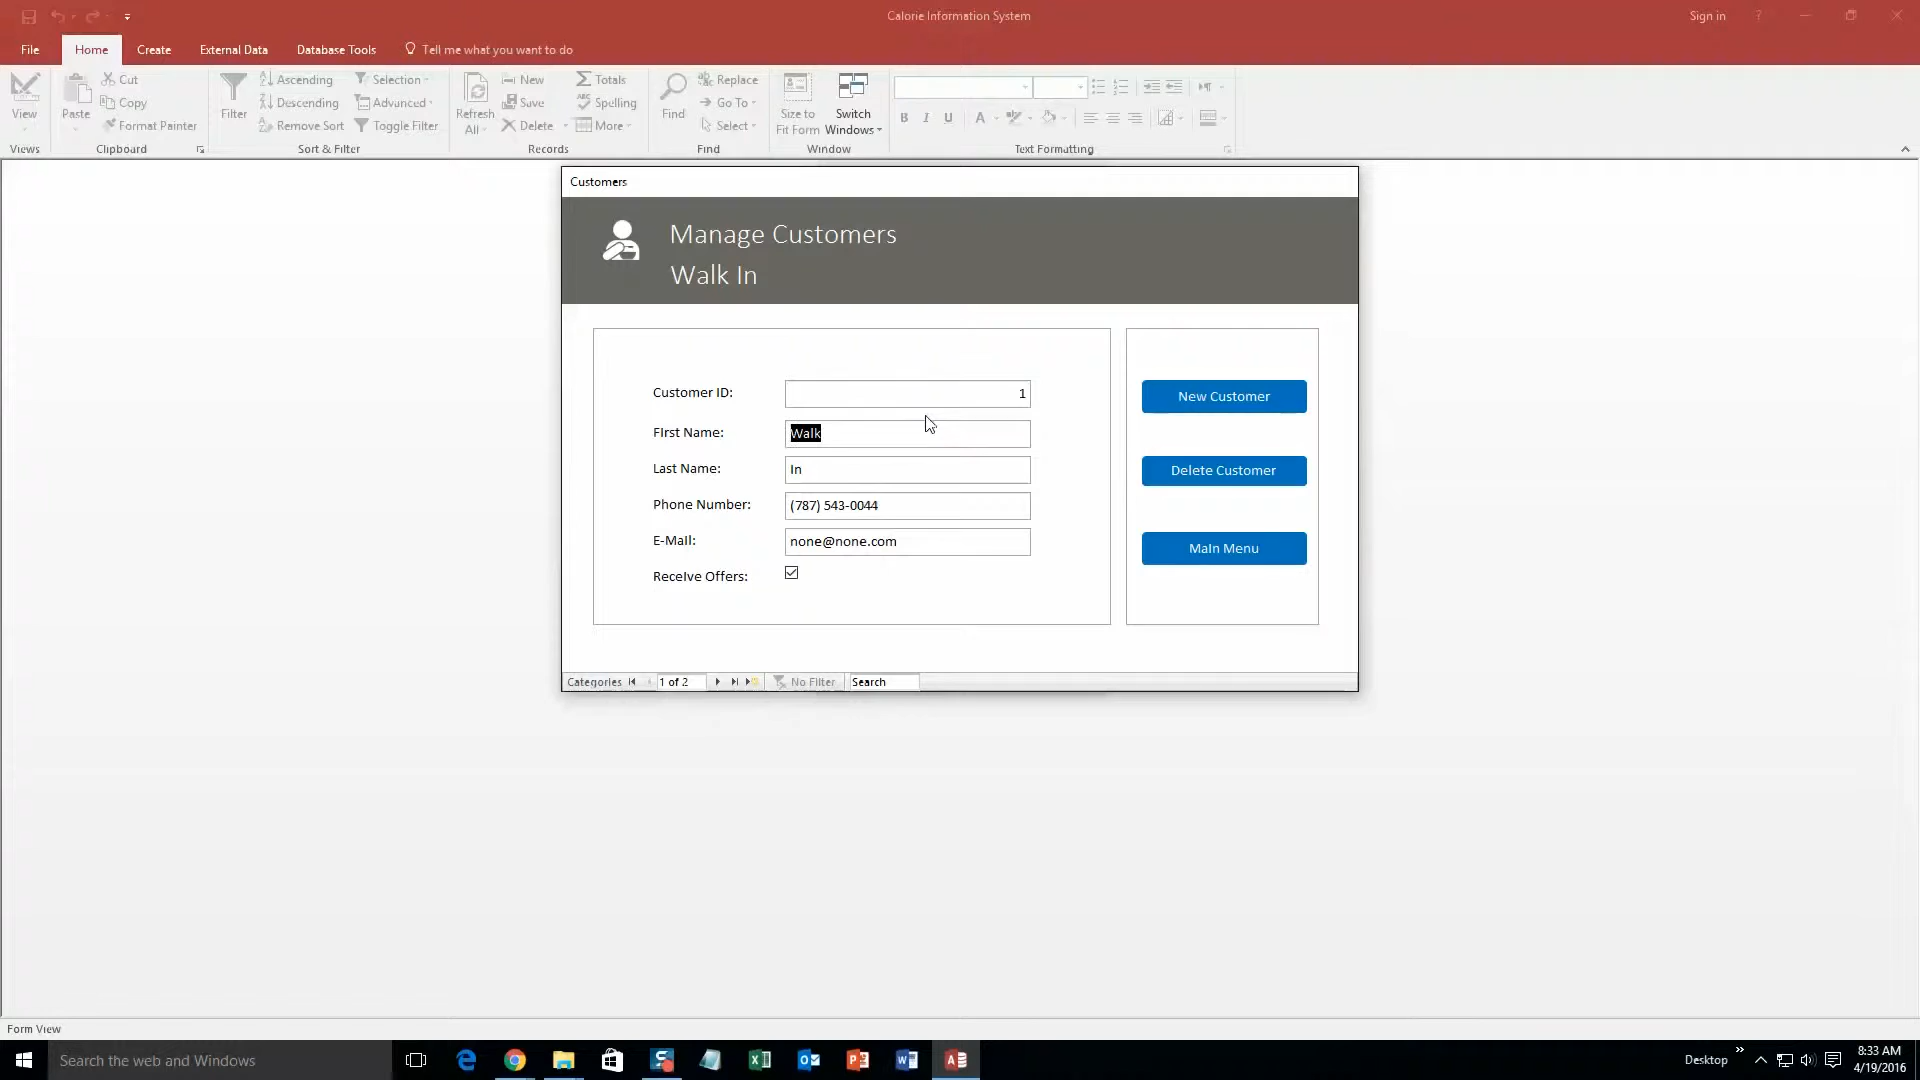 Calorie Information System
Sign in ?
File Home Create External Data Database Tools Tell me what you want to do
View
Views
Paste
Cut
Copy
Format Painter
Clipboard
Filter
Ascending
Descending
Remove Sort
Selection
Advanced
Toggle Filter
Sort & Filter
Refresh
All
New
Save
Delete
Totals
Spelling
More
Records
Find
Replace
Go To
Select
Find
Size to
Fit Form
Switch
Windows
Window
B I U A
Text Formatting
Customers
Manage Customers
Walk In
Customer ID: 1
First Name: Walk
Last Name: In
Phone Number: (787) 543-0044
E-Mail: none@none.com
Receive Offers:
New Customer
Delete Customer
Main Menu
Categories 1 of 2 No Filter Search
Form View
Search the web and Windows
Desktop
8:33 AM
4/19/2016